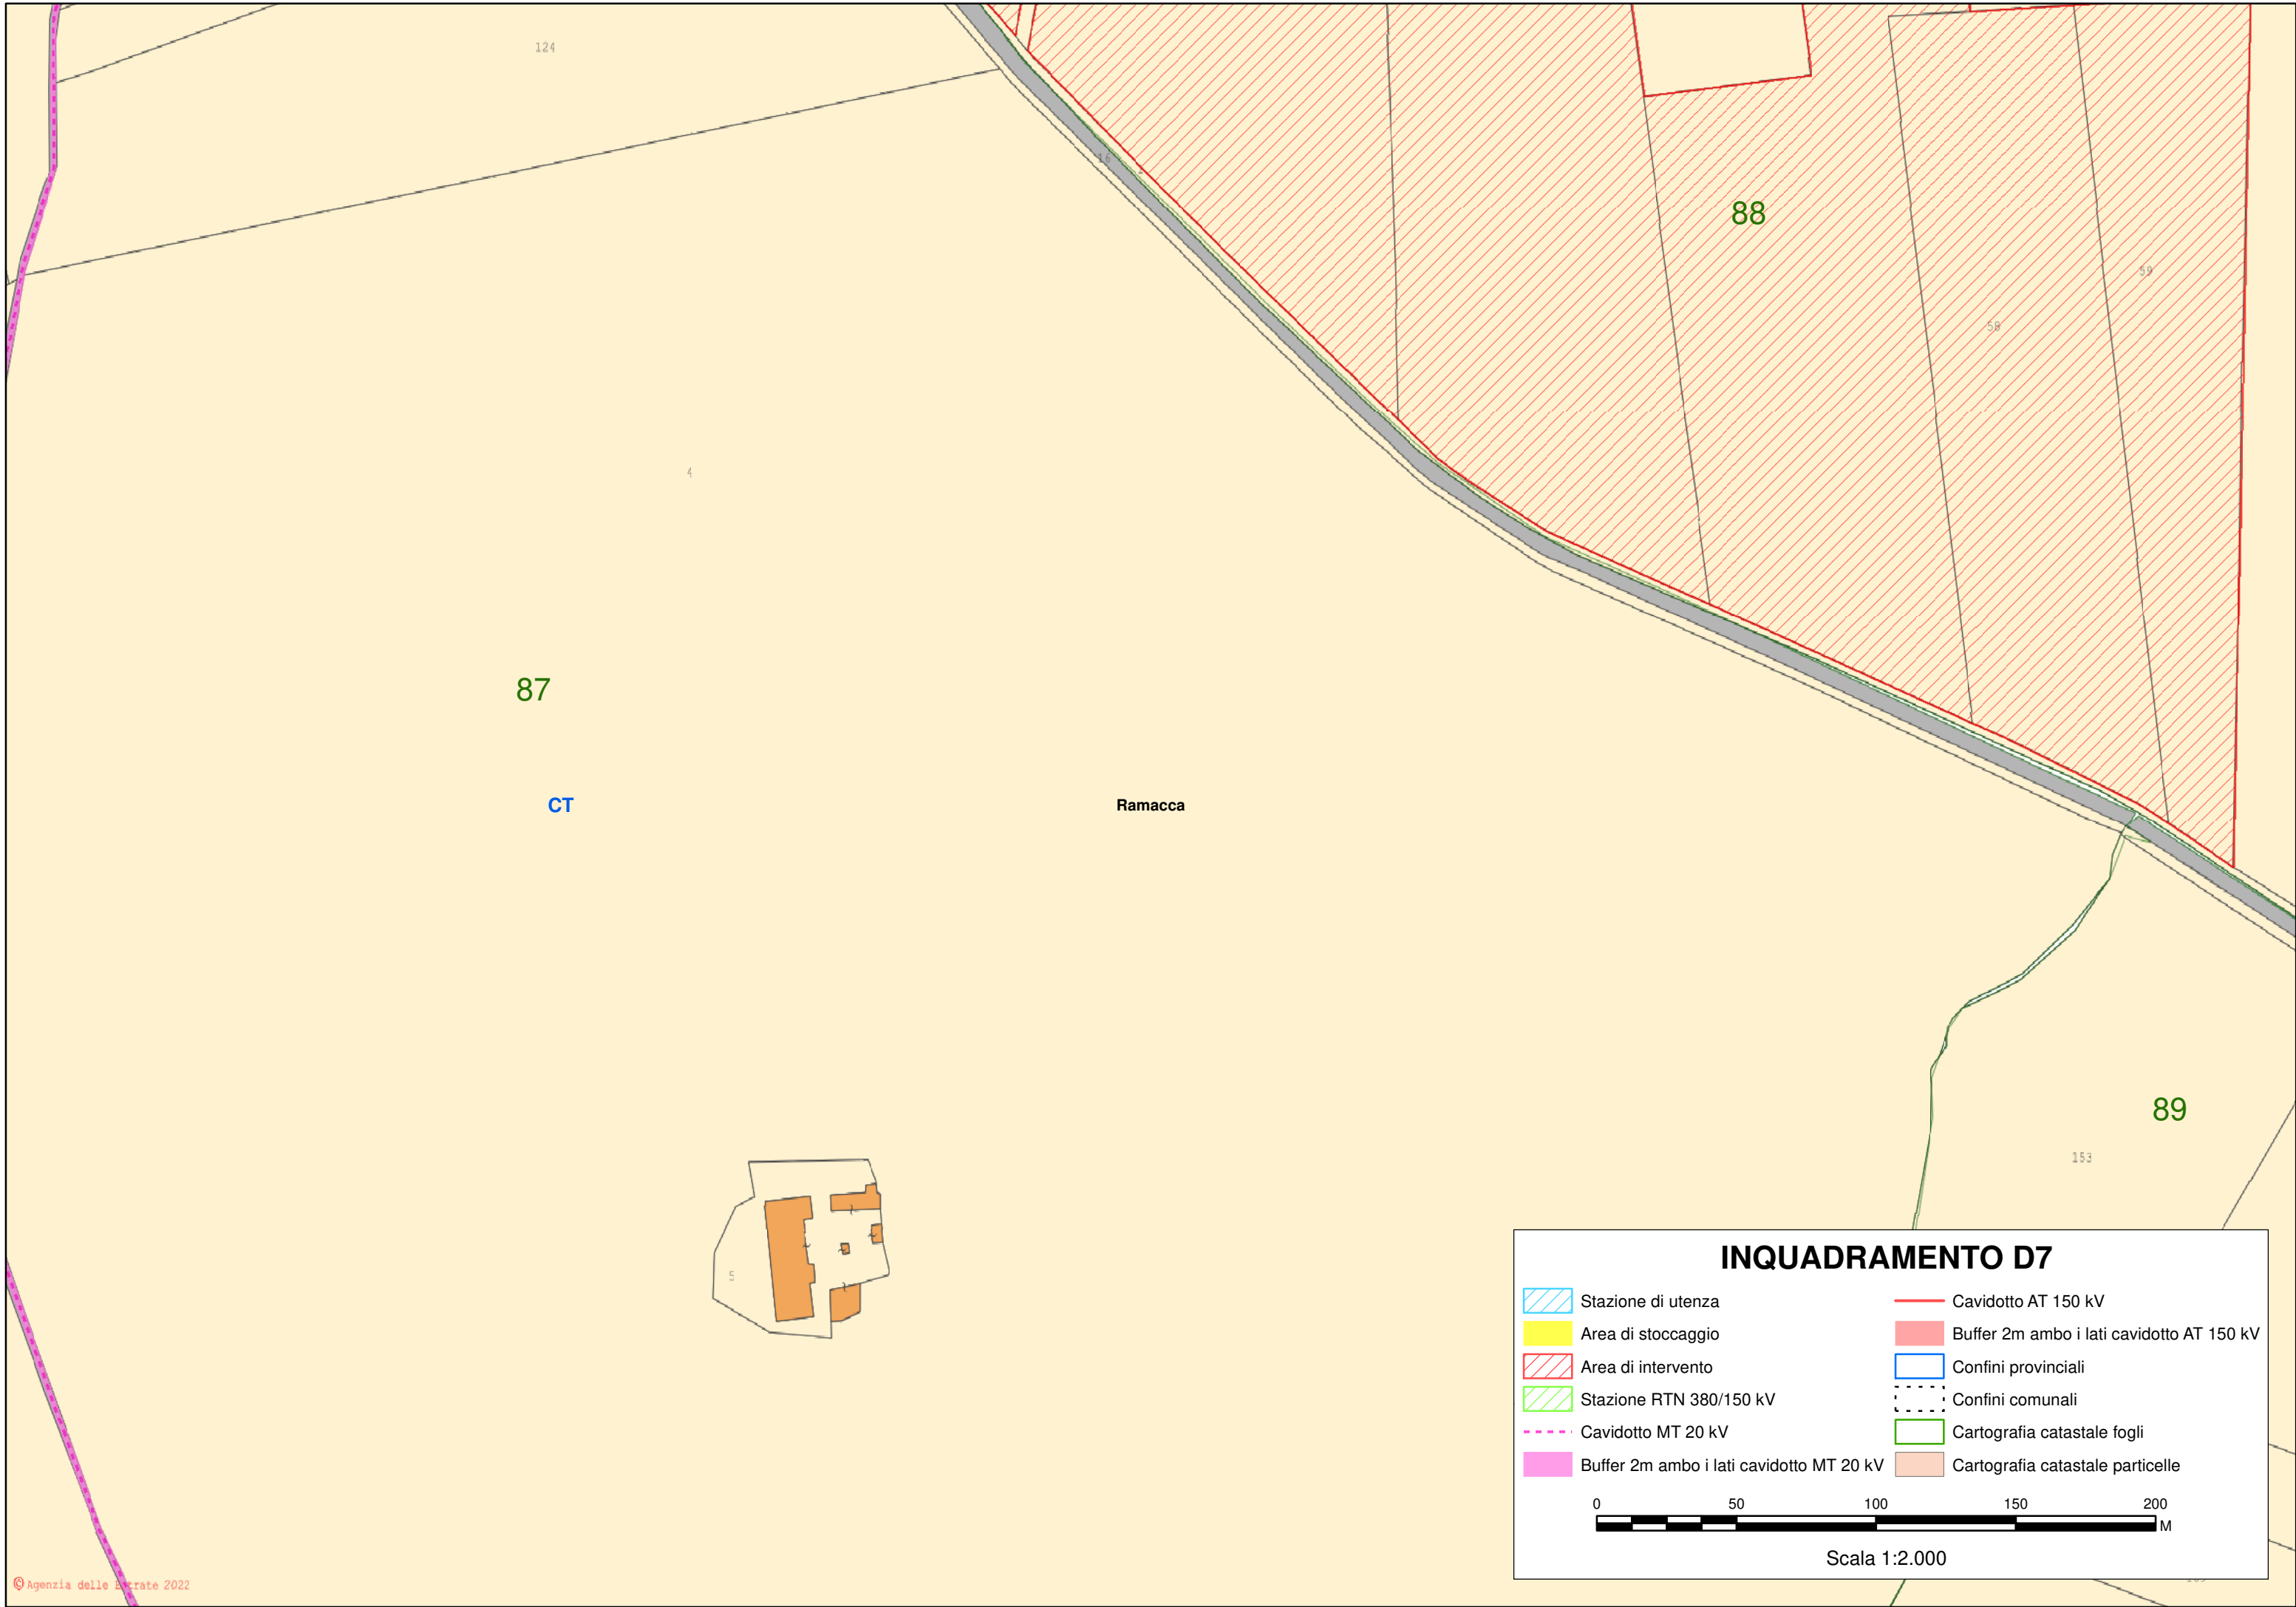 124
16
88
59
58
4
87
CT
Ramacca
89
153
5
INQUADRAMENTO D7
Stazione di utenza
Area di stoccaggio
Area di intervento
Stazione RTN 380/150 kV
Cavidotto MT 20 kV
Buffer 2m ambo i lati cavidotto MT 20 kV
Cavidotto AT 150 kV
Buffer 2m ambo i lati cavidotto AT 150 kV
Confini provinciali
Confini comunali
Cartografia catastale fogli
Cartografia catastale particelle
0 50 100 150 200
M
Scala 1:2.000
© Agenzia delle Entrate 2022